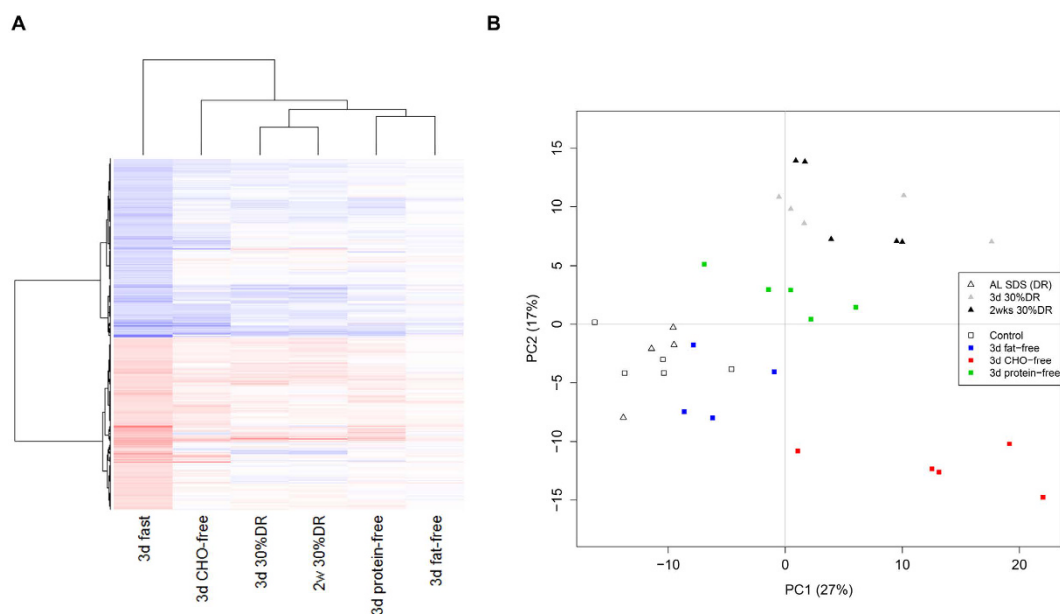 A
B
3d fast
3d CHO-free
3d 30%DR
2w 30%DR
3d protein-free
3d fat-free
PC2 (17%)
15
10
5
0
−5
−10
−15
−10
0
10
20
PC1 (27%)
AL SDS (DR)
3d 30%DR
2wks 30%DR
Control
3d fat−free
3d CHO−free
3d protein−free